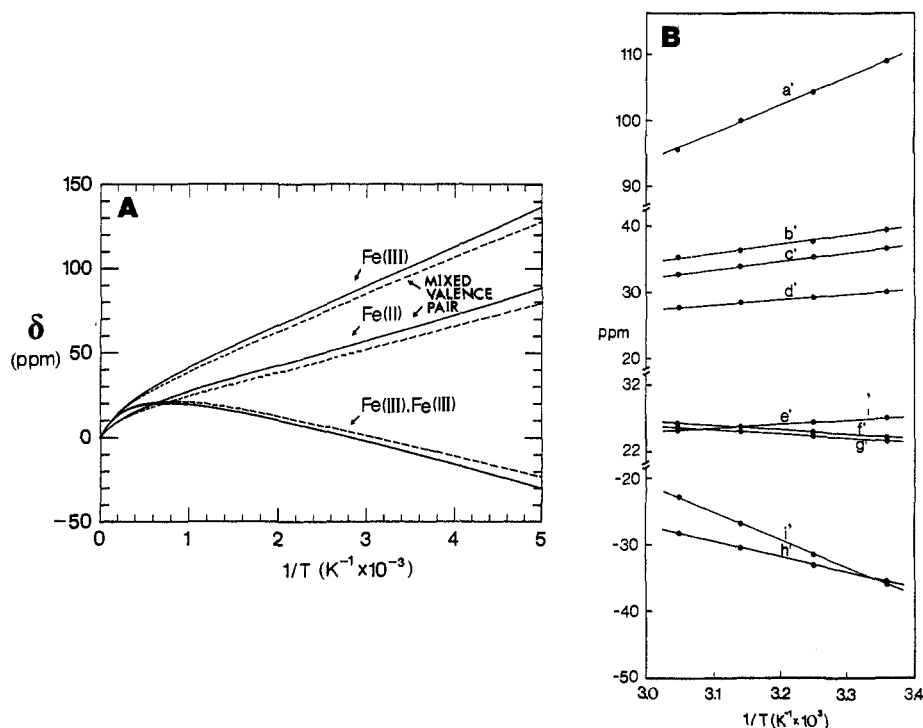 A
150
100
50
0
-50
δ
(ppm)
Fe(III)
MIXED
VALENCE
PAIR
Fe(II)
Fe(III).Fe(III)
0 1 2 3 4 5
1/T (K⁻¹×10⁻³)
B
110
100
90
40
30
20
32
22
-20
-30
-40
-50
ppm
a'
b'
c'
d'
e'
f'
g'
j'
h'
3.0 3.1 3.2 3.3 3.4
1/T (K⁻¹×10³)